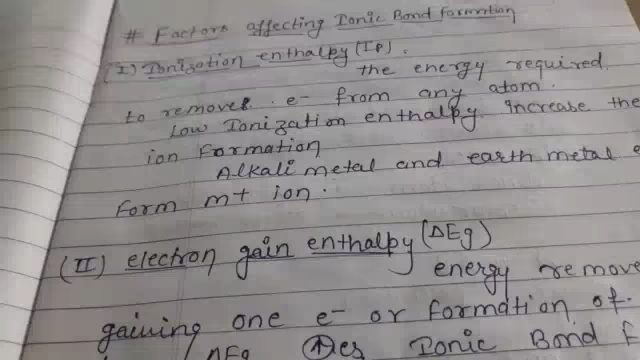 # Factors affecting Ionic Bond formation
(I) Ionization enthalpy (IP).
the energy required
to remove e- from any atom.
Low Ionization enthalpy increase the
ion formation
Alkali metal and earth metal e
form m+ ion.
(II) electron gain enthalpy (ΔEg)
energy remove
gaining one e- or formation of
ΔEg ↑es Ionic Bond f